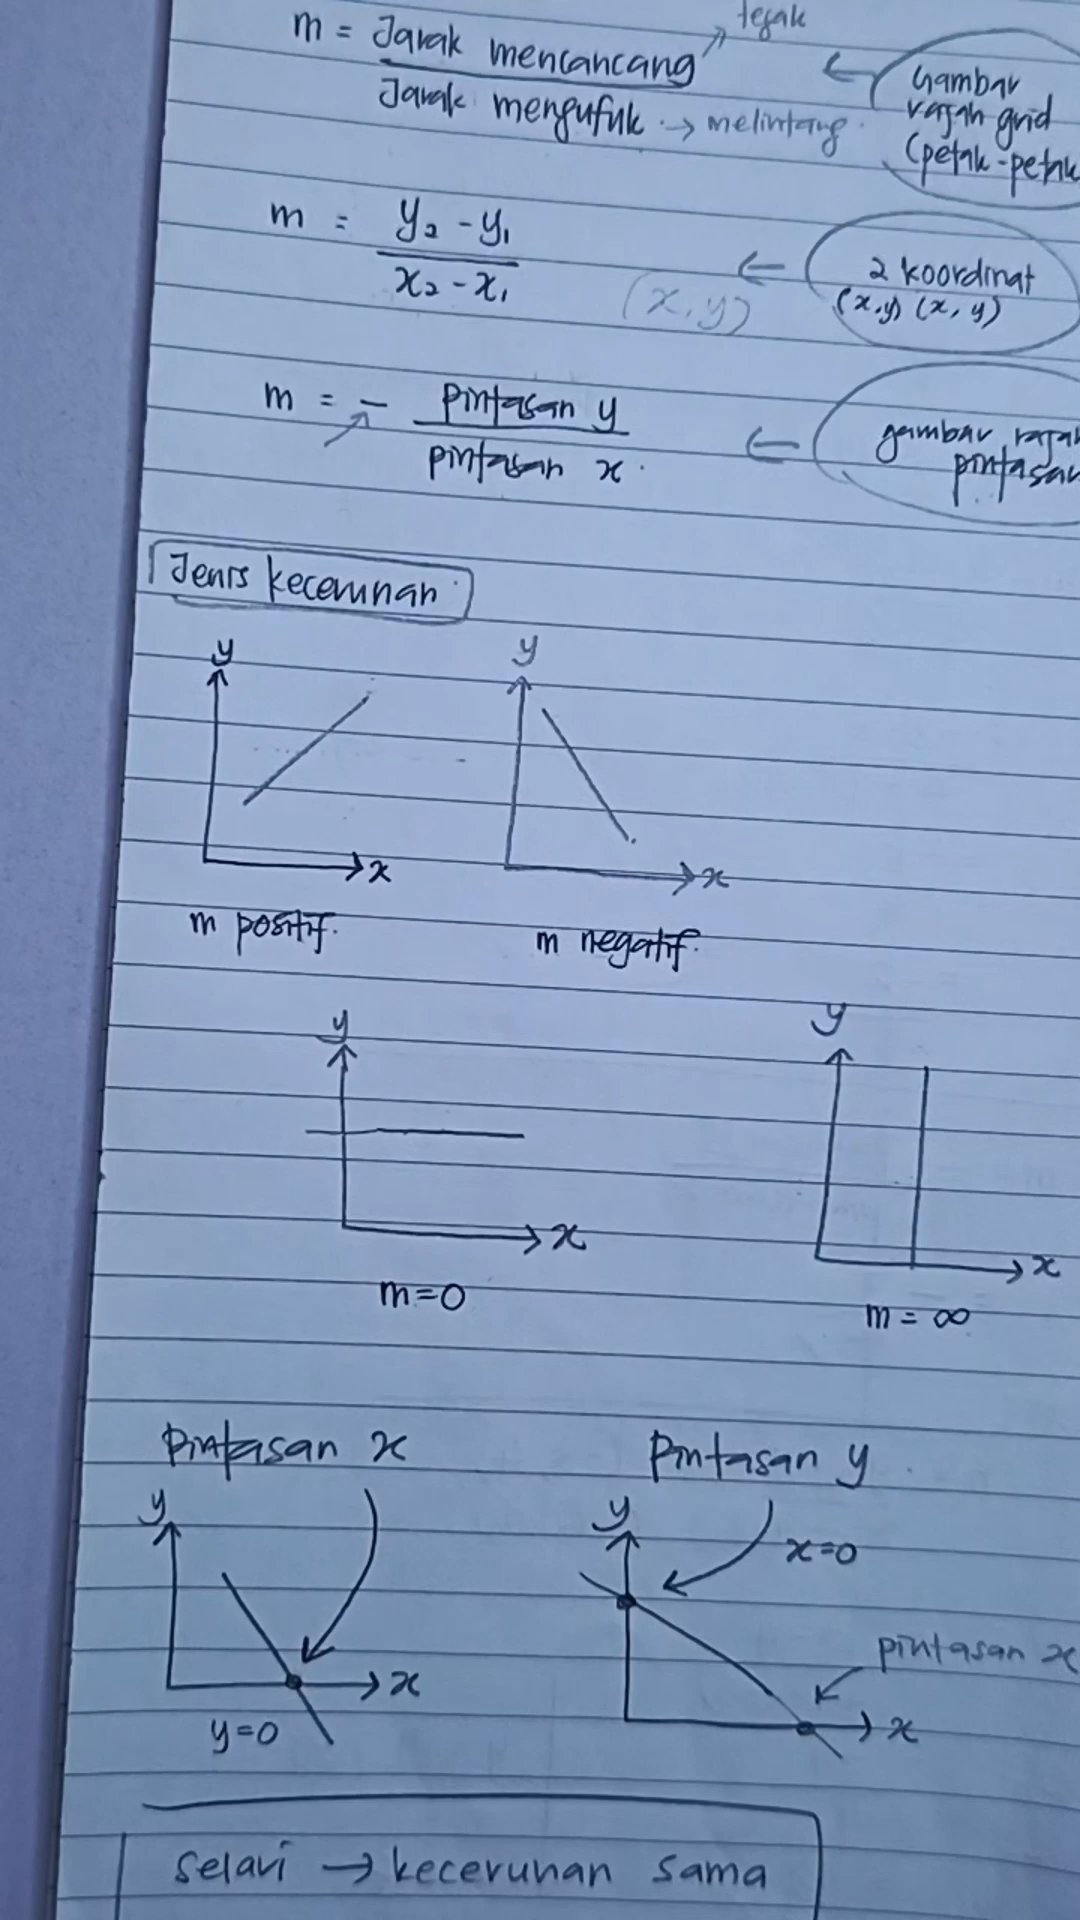 tegak
m = Jarak mencancang
Jarak mengufuk → melintang
← Gambar
rajah grid
(petak-petak
m = y₂ - y₁
x₂ - x₁
(x,y)
← 2 koordinat
(x,y) (x, y)
m = - pintasan y
pintasan x
← gambar rajah
pintasan
Jenis kecerunan
y
x
m positif.
y
x
m negatif.
y
x
m=0
y
x
m = ∞
Pintasan x
y
x
y=0
Pintasan y
y
x=0
pintasan x
x
Selari → kecerunan sama